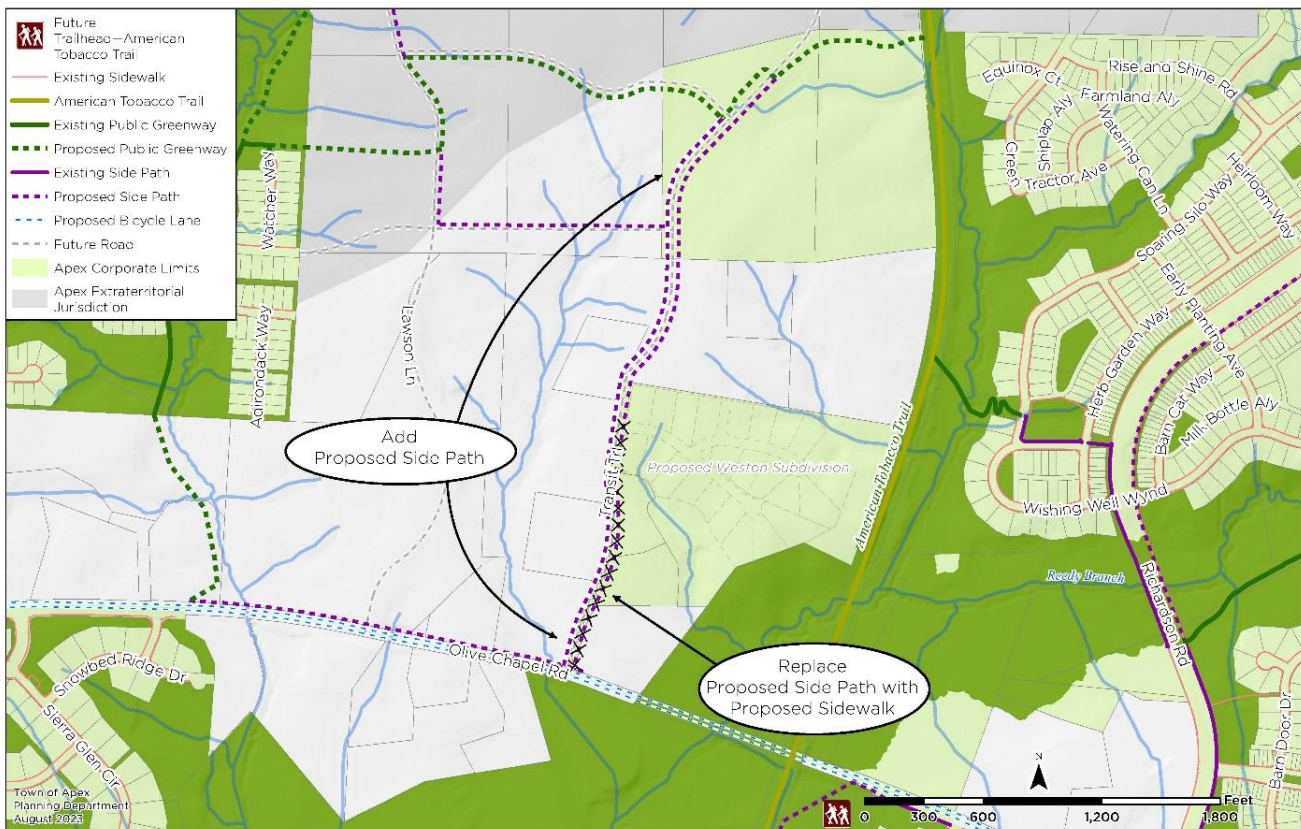 Future
Trailhead—American
Tobacco Trail
Existing Sidewalk
American Tobacco Trail
Existing Public Greenway
Proposed Public Greenway
Existing Side Path
Proposed Side Path
Proposed Bicycle Lane
Future Road
Apex Corporate Limits
Apex Extraterritorial
Jurisdiction
Watcher Way
Adirondack Way
Lawson Ln
Equinox Ct
Rise and Shine Rd
Farmland Aly
Shiplap Aly
Watering Can Ln
Green Tractor Ave
Heirloom Way
Soaring Silo Way
Early Planting Ave
Herb Garden Way
Barn Cat Way
Milk Bottle Aly
Wishing Well Wynd
Add
Proposed Side Path
Transit Trl
Proposed Weston Subdivision
American Tobacco Trail
Reedy Branch
Richardson Rd
Olive Chapel Rd
Replace
Proposed Side Path with
Proposed Sidewalk
Snowbed Ridge Dr
Sierra Glen Cir
Barn Door Dr
Town of Apex
Planning Department
August 2023
N
Feet
0 300 600 1,200 1,800